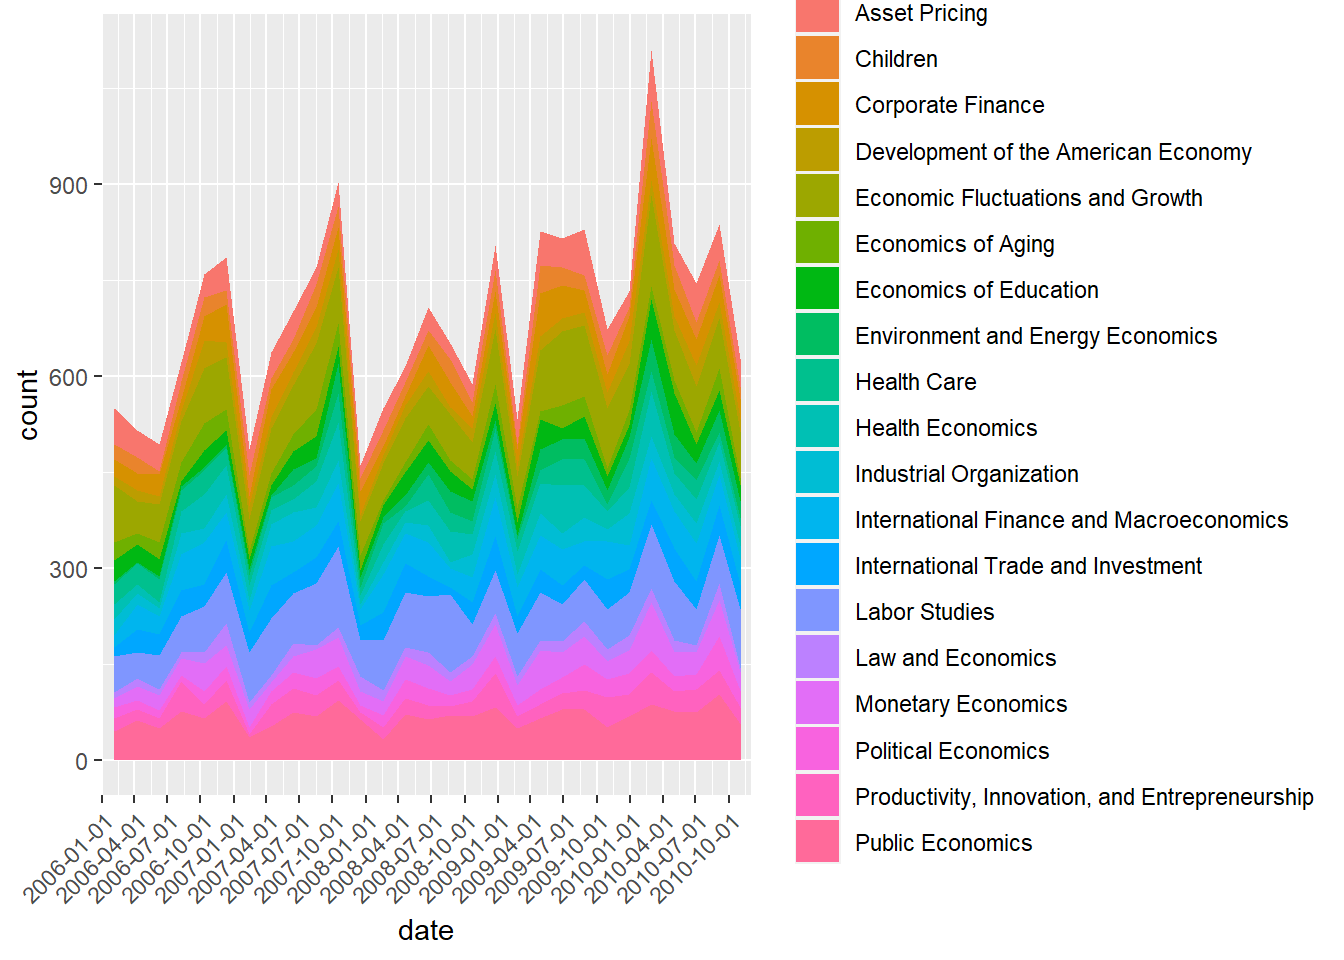 900
600
300
0
count
2006-01-01
2006-04-01
2006-07-01
2006-10-01
2007-01-01
2007-04-01
2007-07-01
2007-10-01
2008-01-01
2008-04-01
2008-07-01
2008-10-01
2009-01-01
2009-04-01
2009-07-01
2009-10-01
2010-01-01
2010-04-01
2010-07-01
2010-10-01
date
Asset Pricing
Children
Corporate Finance
Development of the American Economy
Economic Fluctuations and Growth
Economics of Aging
Economics of Education
Environment and Energy Economics
Health Care
Health Economics
Industrial Organization
International Finance and Macroeconomics
International Trade and Investment
Labor Studies
Law and Economics
Monetary Economics
Political Economics
Productivity, Innovation, and Entrepreneurship
Public Economics